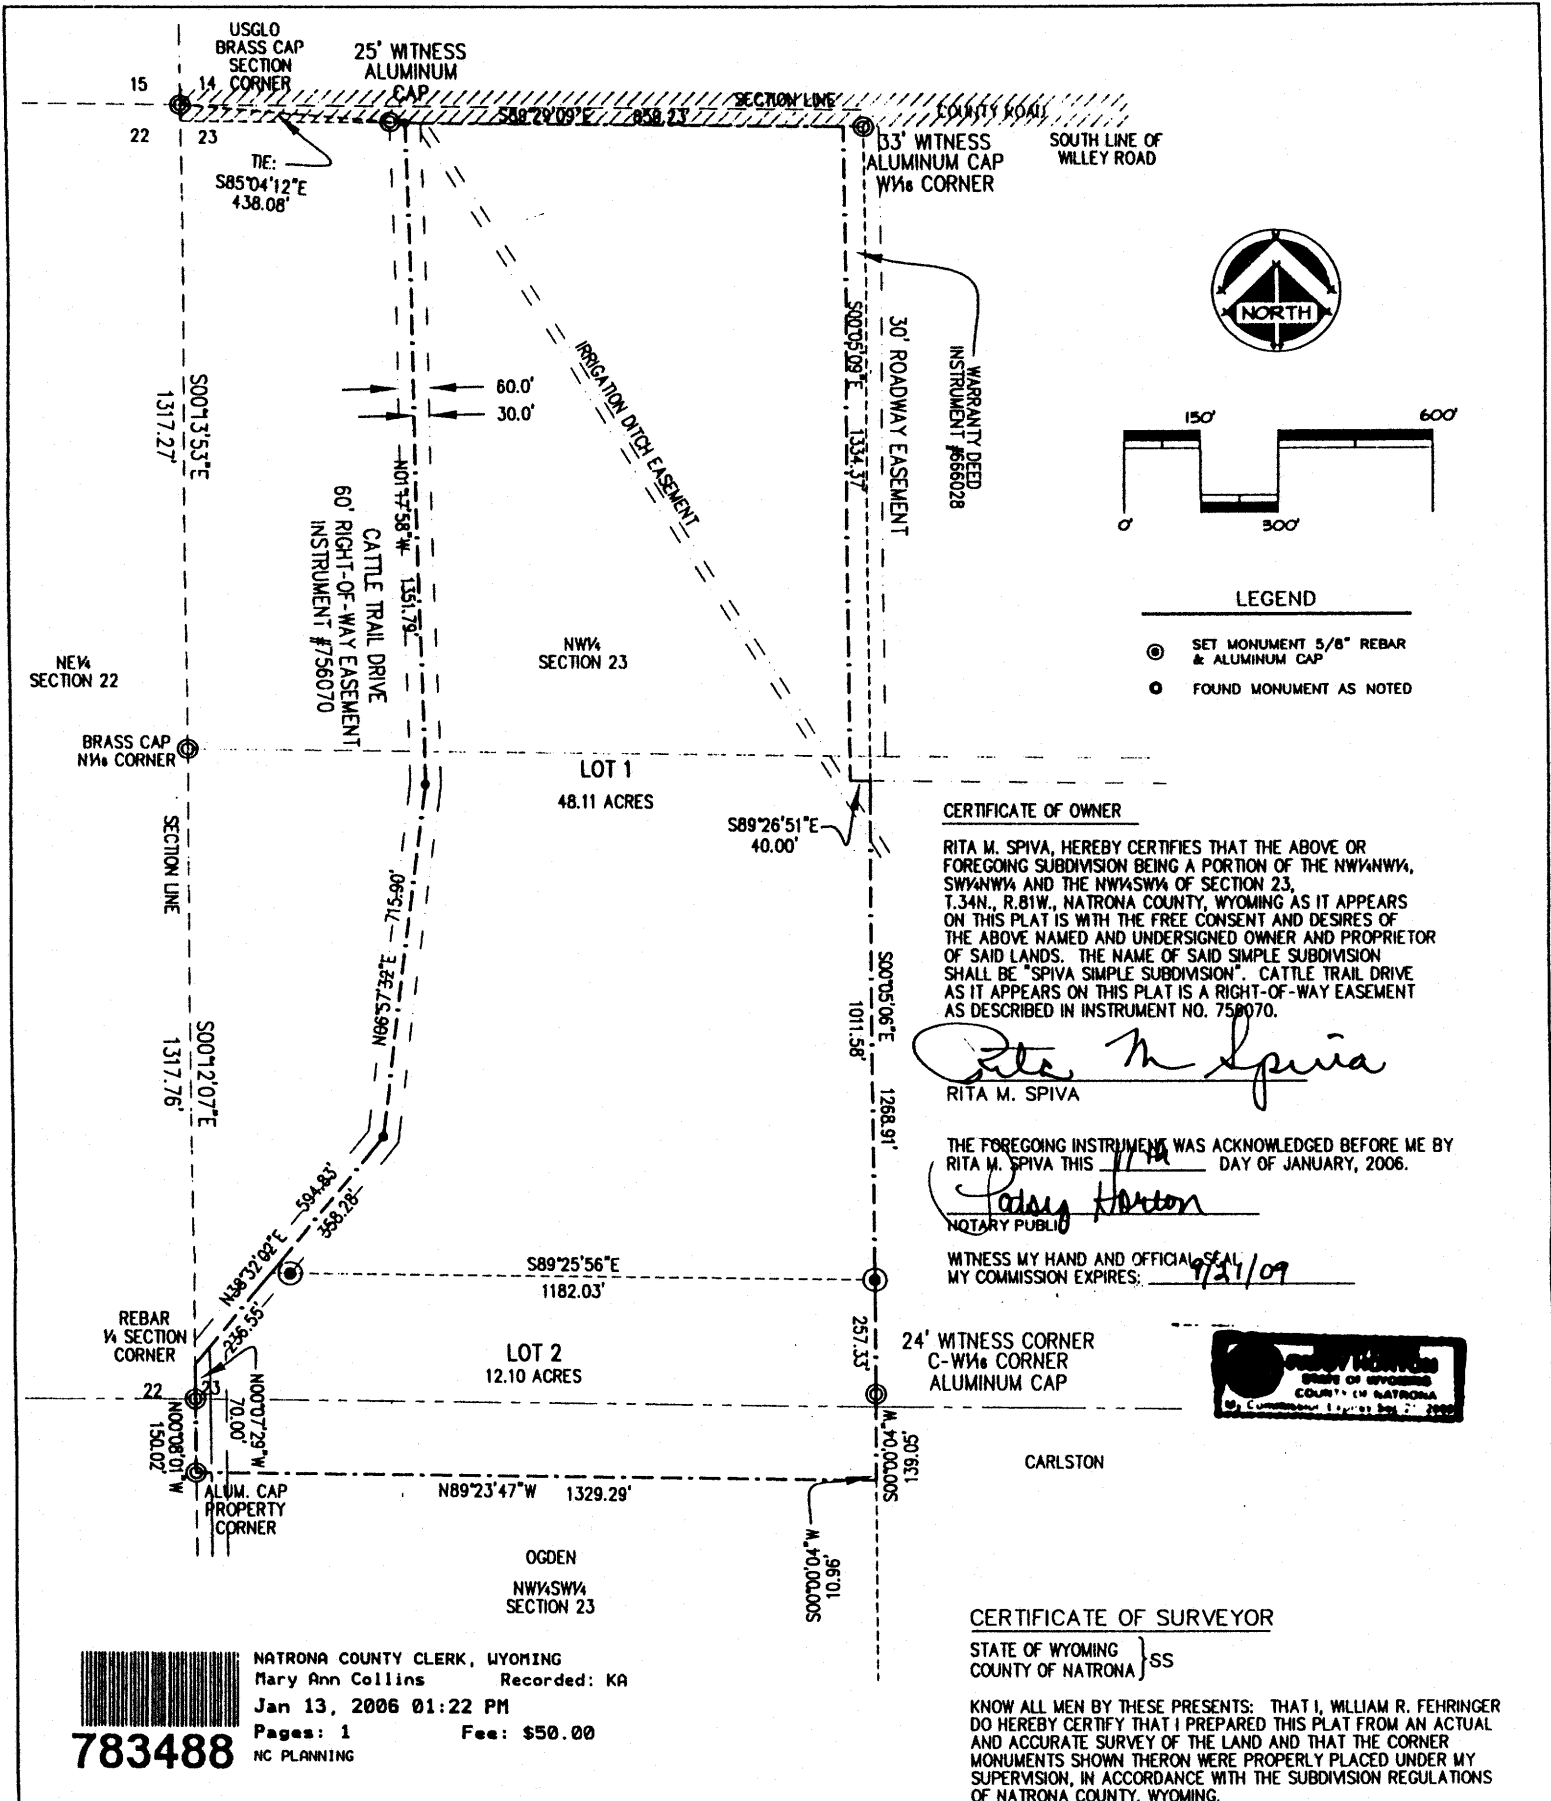 USGLO
BRASS CAP
SECTION
CORNER
15
14
22
23
25' WITNESS
ALUMINUM
CAP
SECTION LINE
S89°29'09"E 858.23'
COUNTY ROAD
TIE:
S85°04'12"E
438.08'
33' WITNESS
ALUMINUM CAP
W1/16 CORNER
SOUTH LINE OF
WILLEY ROAD
NORTH
S00°13'53"E
1317.27'
60.0'
30.0'
N01°17'58"W 1351.79'
CATTLE TRAIL DRIVE
60' RIGHT-OF-WAY EASEMENT
INSTRUMENT #756070
IRRIGATION DITCH EASEMENT
S00°05'09"E 1334.37'
30' ROADWAY EASEMENT
WARRANTY DEED
INSTRUMENT #666028
150'
600'
0'
300'
LEGEND
SET MONUMENT 5/8" REBAR
& ALUMINUM CAP
FOUND MONUMENT AS NOTED
NE1/4
SECTION 22
NW1/4
SECTION 23
BRASS CAP
N1/16 CORNER
LOT 1
48.11 ACRES
S89°26'51"E
40.00'
SECTION LINE
N06°57'32"E 715.90'
S00°12'07"E
1317.76'
S00°05'06"E
1011.58'
1268.91'
CERTIFICATE OF OWNER
RITA M. SPIVA, HEREBY CERTIFIES THAT THE ABOVE OR
FOREGOING SUBDIVISION BEING A PORTION OF THE NW1/4NW1/4,
SW1/4NW1/4 AND THE NW1/4SW1/4 OF SECTION 23,
T.34N., R.81W., NATRONA COUNTY, WYOMING AS IT APPEARS
ON THIS PLAT IS WITH THE FREE CONSENT AND DESIRES OF
THE ABOVE NAMED AND UNDERSIGNED OWNER AND PROPRIETOR
OF SAID LANDS. THE NAME OF SAID SIMPLE SUBDIVISION
SHALL BE "SPIVA SIMPLE SUBDIVISION". CATTLE TRAIL DRIVE
AS IT APPEARS ON THIS PLAT IS A RIGHT-OF-WAY EASEMENT
AS DESCRIBED IN INSTRUMENT NO. 756070.
Rita M Spiva
RITA M. SPIVA
THE FOREGOING INSTRUMENT WAS ACKNOWLEDGED BEFORE ME BY
RITA M. SPIVA THIS 11th DAY OF JANUARY, 2006.
Patsy Horton
NOTARY PUBLIC
WITNESS MY HAND AND OFFICIAL SEAL
MY COMMISSION EXPIRES: 9/21/09
N38°32'02"E 594.83'
358.28'
236.55'
S89°25'56"E
1182.03'
REBAR
1/4 SECTION
CORNER
LOT 2
12.10 ACRES
257.33'
24' WITNESS CORNER
C-W1/16 CORNER
ALUMINUM CAP
PATSY HORTON
STATE OF WYOMING
COUNTY OF NATRONA
22
23
N00°07'29"W
70.00'
N00°08'01"W
150.02'
S00°00'04"W
139.05'
CARLSTON
ALUM. CAP
PROPERTY
CORNER
N89°23'47"W 1329.29'
S00°00'04"W
10.96'
OGDEN
NW1/4SW1/4
SECTION 23
NATRONA COUNTY CLERK, WYOMING
Mary Ann Collins Recorded: KA
Jan 13, 2006 01:22 PM
Pages: 1 Fee: $50.00
783488 NC PLANNING
CERTIFICATE OF SURVEYOR
STATE OF WYOMING
COUNTY OF NATRONA } SS
KNOW ALL MEN BY THESE PRESENTS: THAT I, WILLIAM R. FEHRINGER
DO HEREBY CERTIFY THAT I PREPARED THIS PLAT FROM AN ACTUAL
AND ACCURATE SURVEY OF THE LAND AND THAT THE CORNER
MONUMENTS SHOWN THERON WERE PROPERLY PLACED UNDER MY
SUPERVISION, IN ACCORDANCE WITH THE SUBDIVISION REGULATIONS
OF NATRONA COUNTY, WYOMING.